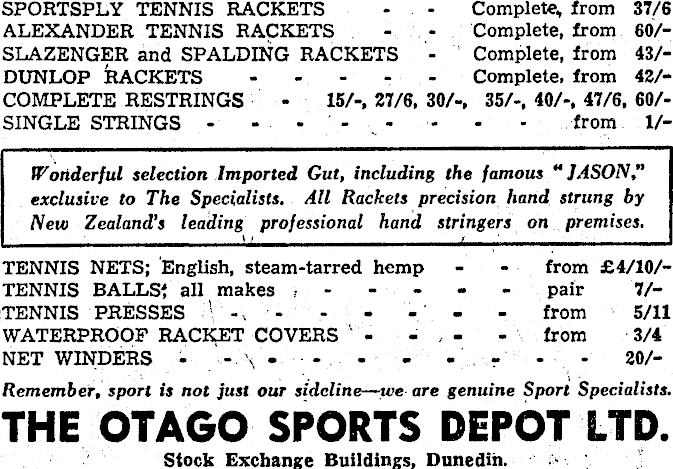 SPORTSPLY TENNIS RACKETS - - Complete, from 37/6
ALEXANDER TENNIS RACKETS - - Complete, from 60/-
SLAZENGER and SPALDING RACKETS - Complete, from 43/-
DUNLOP RACKETS - - - - - Complete, from 42/-
COMPLETE RESTRINGS - 15/-, 27/6, 30/-, 35/-, 40/-, 47/6, 60/-
SINGLE STRINGS - - - - - - - - from 1/-
Wonderful selection Imported Gut, including the famous "JASON,"
exclusive to The Specialists. All Rackets precision hand strung by
New Zealand's leading professional hand stringers on premises.
TENNIS NETS; English, steam-tarred hemp - - from £4/10/-
TENNIS BALLS; all makes - - - - - pair 7/-
TENNIS PRESSES - - - - - - from 5/11
WATERPROOF RACKET COVERS - - - - from 3/4
NET WINDERS - - - - - - - - - - 20/-
Remember, sport is not just our sideline—we are genuine Sport Specialists.
THE OTAGO SPORTS DEPOT LTD.
Stock Exchange Buildings, Dunedin.